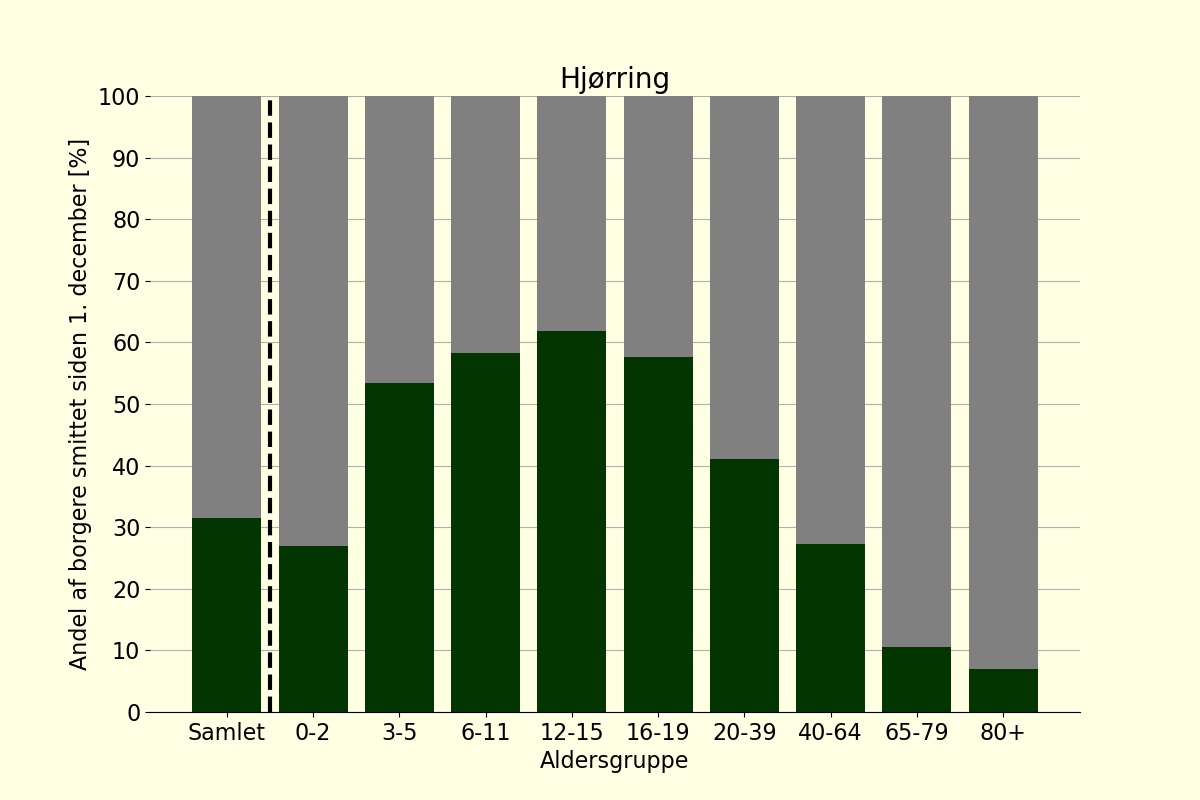 Hjørring
Andel af borgere smittet siden 1. december [%]
100
90
80
70
60
50
40
30
20
10
0
Samlet 0-2 3-5 6-11 12-15 16-19 20-39 40-64 65-79 80+
Aldersgruppe